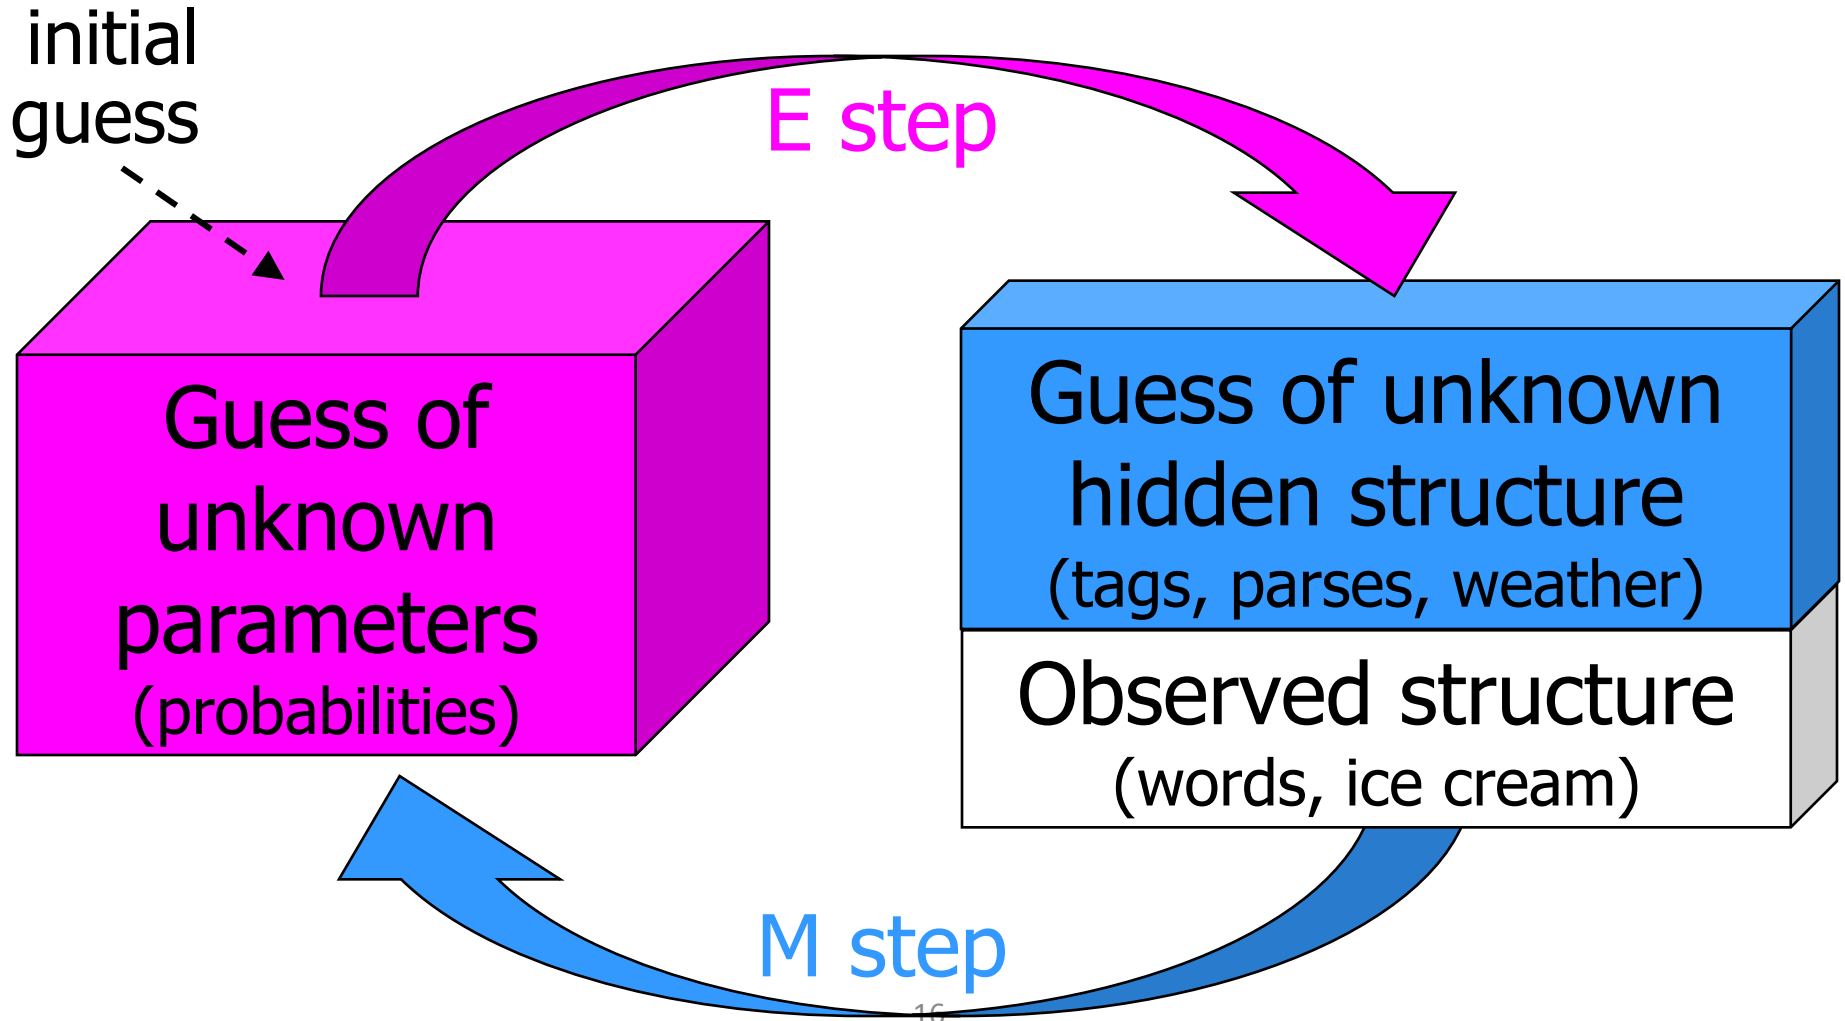 initial
guess
E step
Guess of
unknown
parameters
(probabilities)
Guess of unknown
hidden structure
(tags, parses, weather)
Observed structure
(words, ice cream)
M step
16